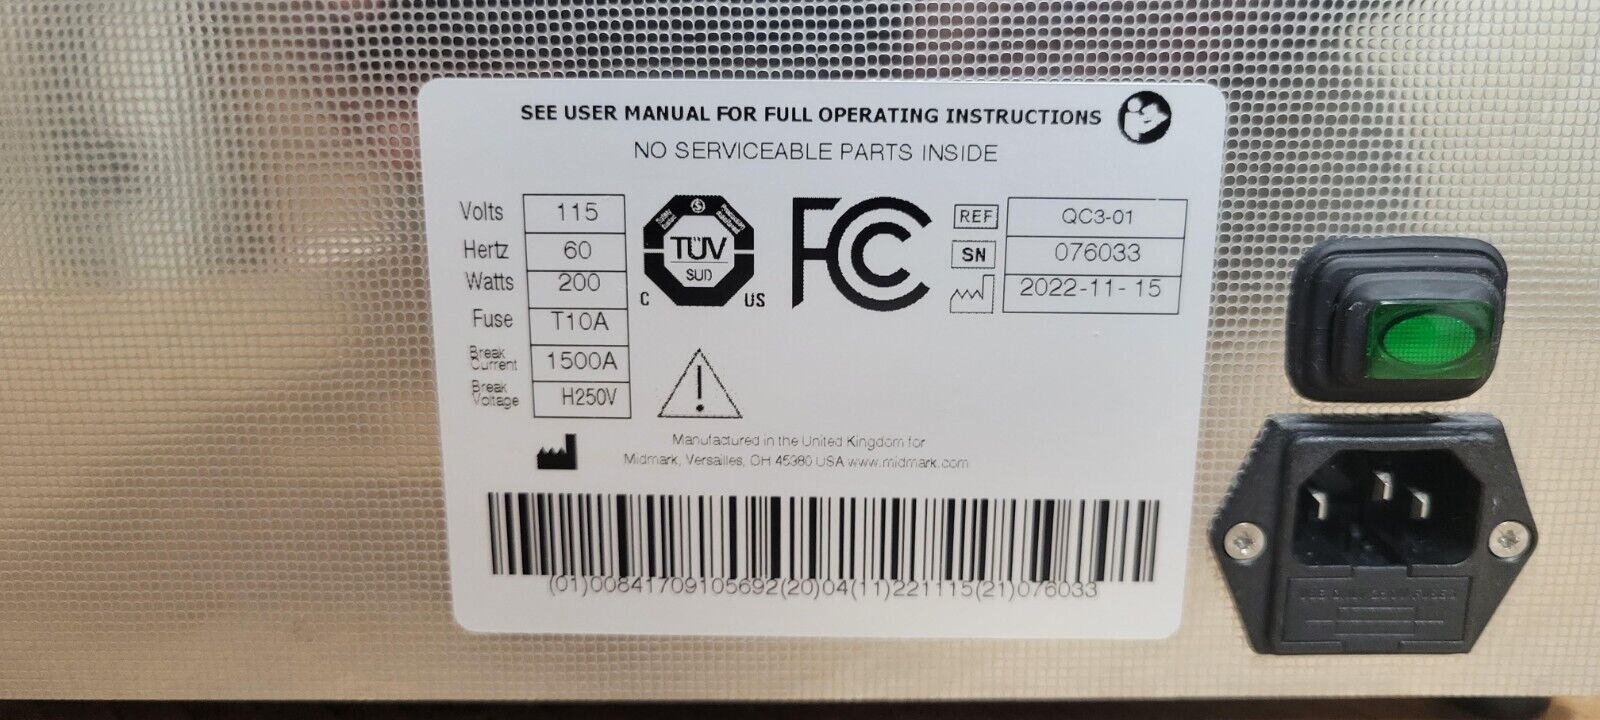 SEE USER MANUAL FOR FULL OPERATING INSTRUCTIONS
NO SERVICEABLE PARTS INSIDE
Volts 115
Hertz 60
Watts 200
Fuse T10A
Break Current 1500A
Break Voltage H250V
TÜV
SUD
C US
FC
REF QC3-01
SN 076033
2022-11- 15
Manufactured in the United Kingdom for
Midmark, Versailles, OH 45380 USA www.midmark.com
(01)00841709105692(20)04(11)221115(21)076033